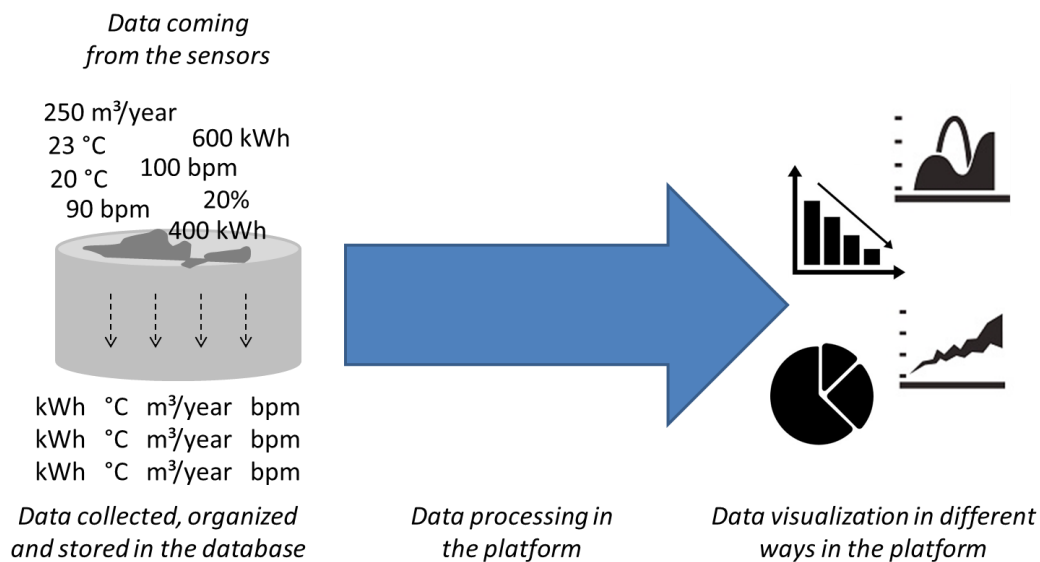 Data coming
from the sensors
250 m³/year
600 kWh
23 °C
100 bpm
20 °C
20%
90 bpm
400 kWh
kWh °C m³/year bpm
kWh °C m³/year bpm
kWh °C m³/year bpm
Data collected, organized
and stored in the database
Data processing in
the platform
Data visualization in different
ways in the platform